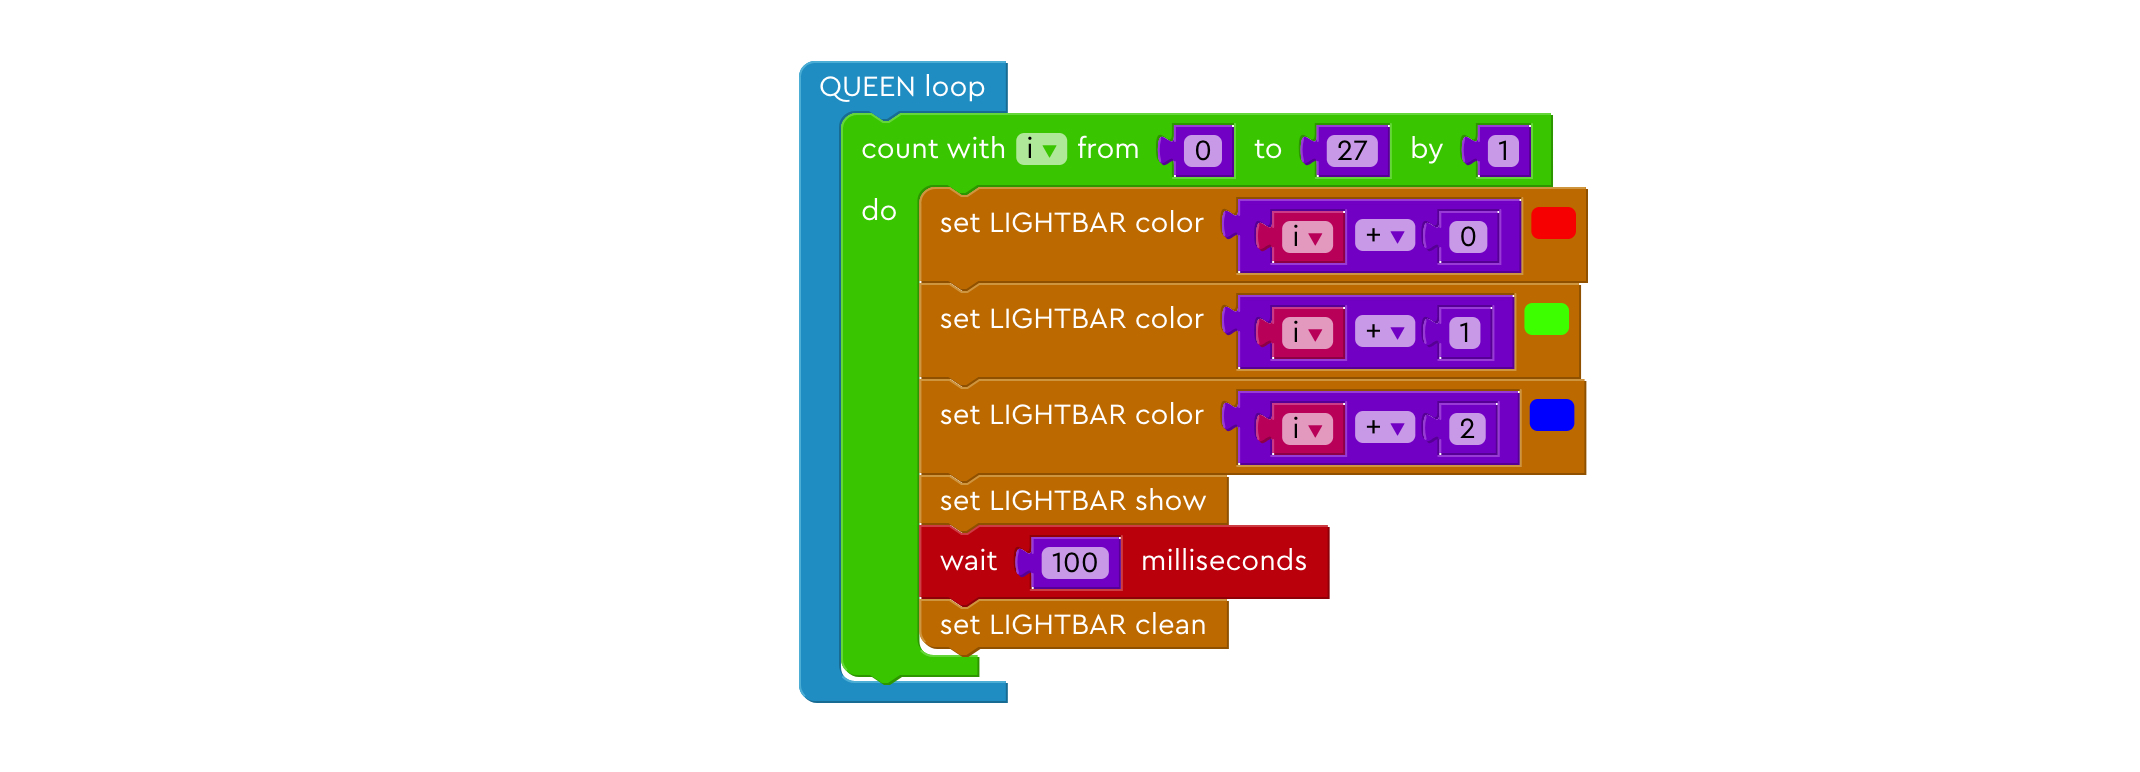 QUEEN loop
count with i ▼ from 0 to 27 by 1
do
set LIGHTBAR color i ▼ + ▼ 0
set LIGHTBAR color i ▼ + ▼ 1
set LIGHTBAR color i ▼ + ▼ 2
set LIGHTBAR show
wait 100 milliseconds
set LIGHTBAR clean